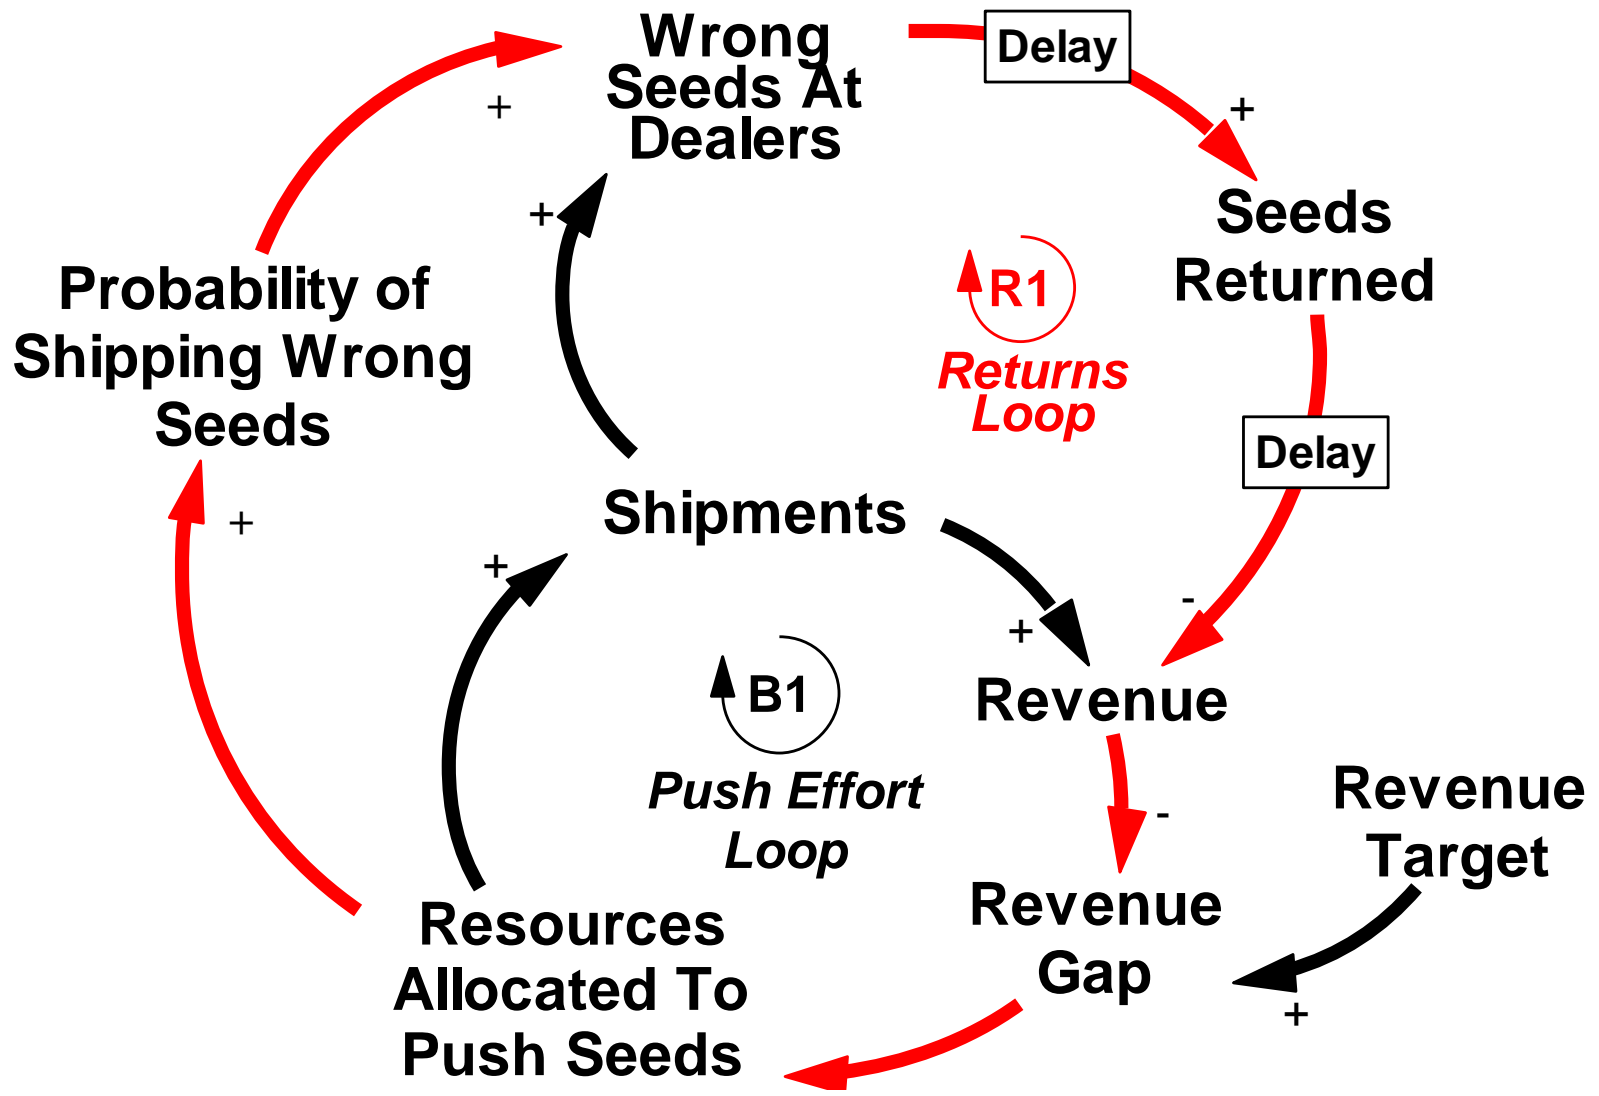 Wrong
Seeds At
Dealers
Delay
+
+
+
Seeds
Returned
Probability of
Shipping Wrong
Seeds
R1
Returns
Loop
Delay
Shipments
+
+
-
+
B1
Revenue
Push Effort
Loop
-
Revenue
Target
Revenue
Gap
+
Resources
Allocated To
Push Seeds